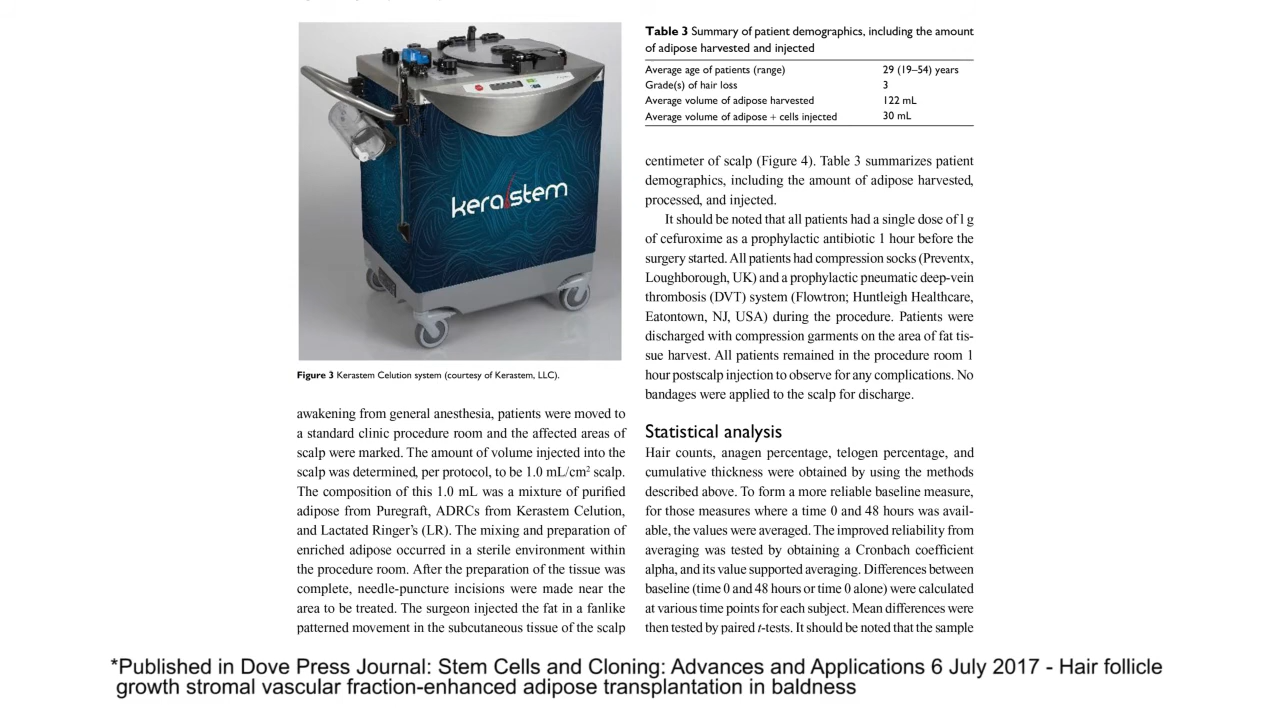 kerastem
Figure 3 Kerastem Celution system (courtesy of Kerastem, LLC).
awakening from general anesthesia, patients were moved to
a standard clinic procedure room and the affected areas of
scalp were marked. The amount of volume injected into the
scalp was determined, per protocol, to be 1.0 mL/cm² scalp.
The composition of this 1.0 mL was a mixture of purified
adipose from Puregraft, ADRCs from Kerastem Celution,
and Lactated Ringer’s (LR). The mixing and preparation of
enriched adipose occurred in a sterile environment within
the procedure room. After the preparation of the tissue was
complete, needle-puncture incisions were made near the
area to be treated. The surgeon injected the fat in a fanlike
patterned movement in the subcutaneous tissue of the scalp
Table 3 Summary of patient demographics, including the amount
of adipose harvested and injected
Average age of patients (range) 29 (19–54) years
Grade(s) of hair loss 3
Average volume of adipose harvested 122 mL
Average volume of adipose + cells injected 30 mL
centimeter of scalp (Figure 4). Table 3 summarizes patient
demographics, including the amount of adipose harvested,
processed, and injected.
It should be noted that all patients had a single dose of l g
of cefuroxime as a prophylactic antibiotic 1 hour before the
surgery started. All patients had compression socks (Preventx,
Loughborough, UK) and a prophylactic pneumatic deep-vein
thrombosis (DVT) system (Flowtron; Huntleigh Healthcare,
Eatontown, NJ, USA) during the procedure. Patients were
discharged with compression garments on the area of fat tis-
sue harvest. All patients remained in the procedure room 1
hour postscalp injection to observe for any complications. No
bandages were applied to the scalp for discharge.
Statistical analysis
Hair counts, anagen percentage, telogen percentage, and
cumulative thickness were obtained by using the methods
described above. To form a more reliable baseline measure,
for those measures where a time 0 and 48 hours was avail-
able, the values were averaged. The improved reliability from
averaging was tested by obtaining a Cronbach coefficient
alpha, and its value supported averaging. Differences between
baseline (time 0 and 48 hours or time 0 alone) were calculated
at various time points for each subject. Mean differences were
then tested by paired t-tests. It should be noted that the sample
*Published in Dove Press Journal: Stem Cells and Cloning: Advances and Applications 6 July 2017 - Hair follicle
growth stromal vascular fraction-enhanced adipose transplantation in baldness